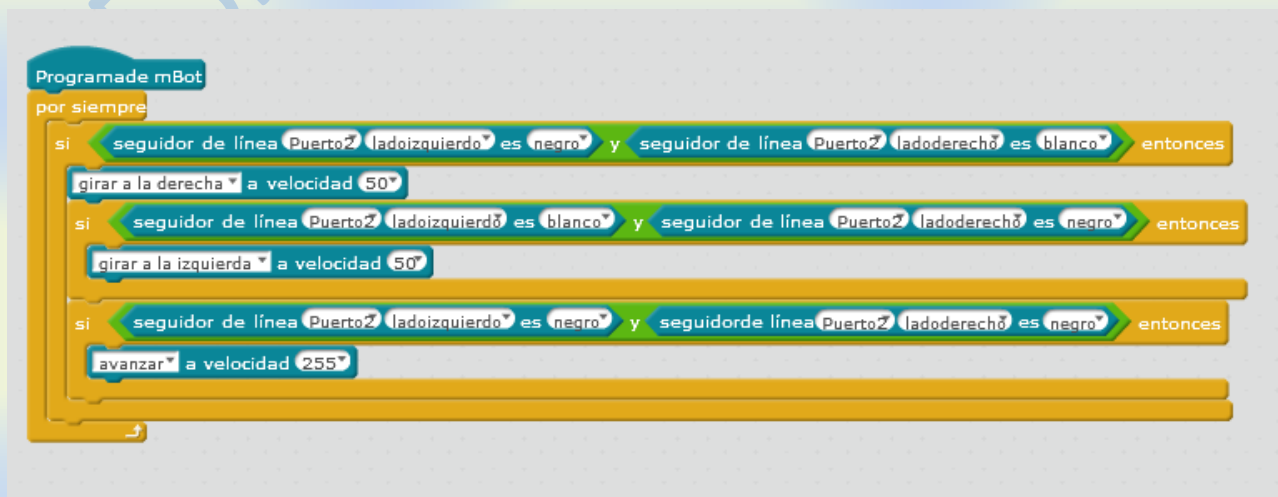 Programade mBot
por siempre
si seguidor de línea Puerto2 ladoizquierdo es negro y seguidor de línea Puerto2 ladoderecho es blanco entonces
girar a la derecha a velocidad 50
si seguidor de línea Puerto2 ladoizquierdo es blanco y seguidor de línea Puerto2 ladoderecho es negro entonces
girar a la izquierda a velocidad 50
si seguidor de línea Puerto2 ladoizquierdo es negro y seguidorde línea Puerto2 ladoderecho es negro entonces
avanzar a velocidad 255